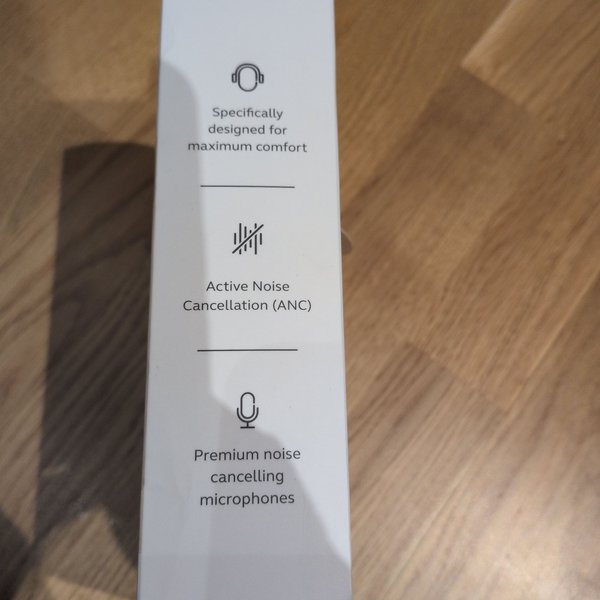 Specifically
designed for
maximum comfort
Active Noise
Cancellation (ANC)
Premium noise
cancelling
microphones